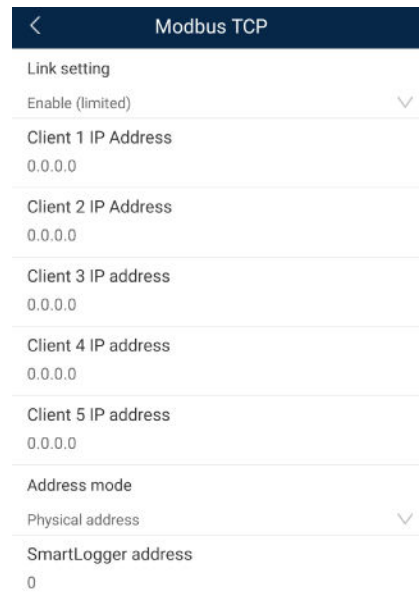 Modbus TCP
Link setting
Enable (limited)
Client 1 IP Address
0.0.0.0
Client 2 IP Address
0.0.0.0
Client 3 IP address
0.0.0.0
Client 4 IP address
0.0.0.0
Client 5 IP address
0.0.0.0
Address mode
Physical address
SmartLogger address
0